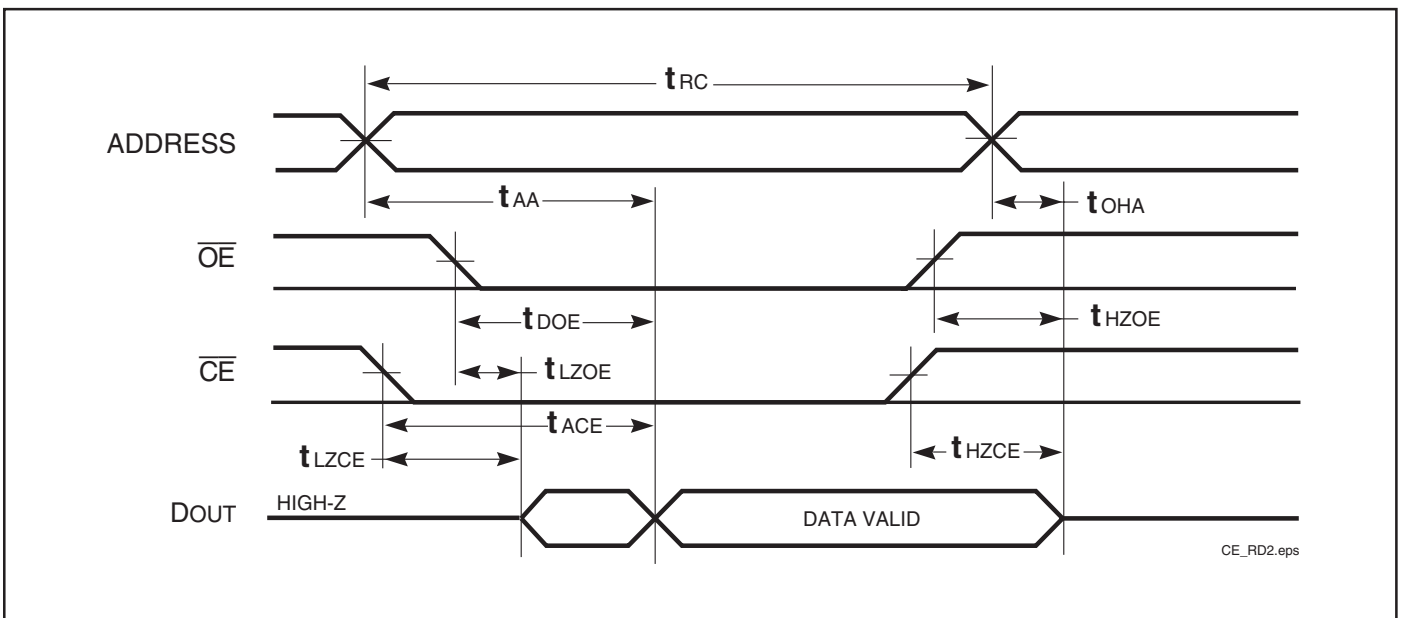 tRC
ADDRESS
tAA
tOHA
OE
tDOE
tHZOE
CE
tLZOE
tACE
tLZCE
tHZCE
DOUT
HIGH-Z
DATA VALID
CE_RD2.eps